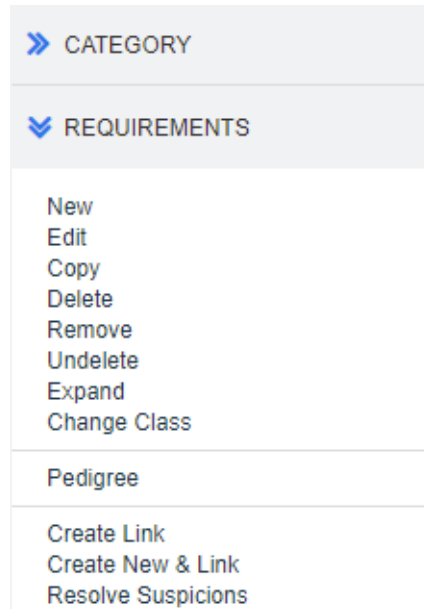 CATEGORY
REQUIREMENTS
New
Edit
Copy
Delete
Remove
Undelete
Expand
Change Class
Pedigree
Create Link
Create New & Link
Resolve Suspicions